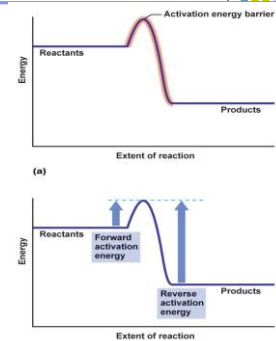 Activation energy barrier
Reactants
Energy
Products
Extent of reaction
(a)
Reactants
Forward
activation
energy
Energy
Reverse
activation
energy
Products
Extent of reaction